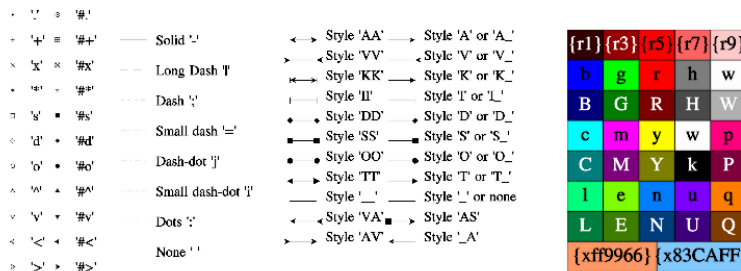 '.' '#.'
'+' '#+'
'x' '#x'
'*' '#*'
's' '#s'
'd' '#d'
'o' '#o'
'^' '#^'
'v' '#v'
'<' '#<'
'>' '#>'
Solid '-'
Long Dash '|'
Dash ';'
Small dash '='
Dash-dot 'j'
Small dash-dot 'i'
Dots ':'
None ' '
Style 'AA' Style 'A' or 'A_'
Style 'VV' Style 'V' or 'V_'
Style 'KK' Style 'K' or 'K_'
Style 'II' Style 'I' or 'I_'
Style 'DD' Style 'D' or 'D_'
Style 'SS' Style 'S' or 'S_'
Style 'OO' Style 'O' or 'O_'
Style 'TT' Style 'T' or 'T_'
Style '__' Style '_' or none
Style 'VA' Style 'AS'
Style 'AV' Style '_A'
{r1} {r3} {r5} {r7} {r9}
b g r h w
B G R H W
c m y w p
C M Y k P
l e n u q
L E N U Q
{xff9966} {x83CAFF}